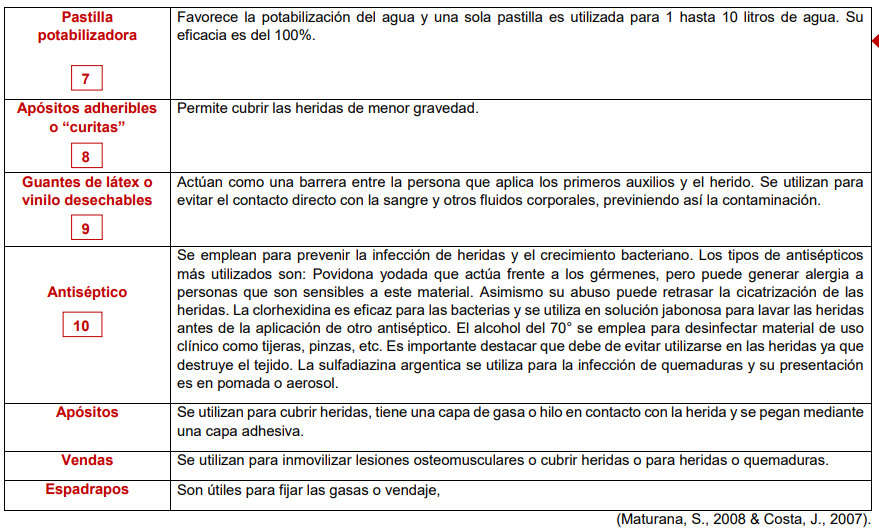 Pastilla
potabilizadora
7
Favorece la potabilización del agua y una sola pastilla es utilizada para 1 hasta 10 litros de agua. Su
eficacia es del 100%.
Apósitos adheribles
o “curitas”
8
Permite cubrir las heridas de menor gravedad.
Guantes de látex o
vinilo desechables
9
Actúan como una barrera entre la persona que aplica los primeros auxilios y el herido. Se utilizan para
evitar el contacto directo con la sangre y otros fluidos corporales, previniendo así la contaminación.
Antiséptico
10
Se emplean para prevenir la infección de heridas y el crecimiento bacteriano. Los tipos de antisépticos
más utilizados son: Povidona yodada que actúa frente a los gérmenes, pero puede generar alergia a
personas que son sensibles a este material. Asimismo su abuso puede retrasar la cicatrización de las
heridas. La clorhexidina es eficaz para las bacterias y se utiliza en solución jabonosa para lavar las heridas
antes de la aplicación de otro antiséptico. El alcohol del 70° se emplea para desinfectar material de uso
clínico como tijeras, pinzas, etc. Es importante destacar que debe de evitar utilizarse en las heridas ya que
destruye el tejido. La sulfadiazina argentica se utiliza para la infección de quemaduras y su presentación
es en pomada o aerosol.
Apósitos
Se utilizan para cubrir heridas, tiene una capa de gasa o hilo en contacto con la herida y se pegan mediante
una capa adhesiva.
Vendas
Se utilizan para inmovilizar lesiones osteomusculares o cubrir heridas o para heridas o quemaduras.
Espadrapos
Son útiles para fijar las gasas o vendaje,
(Maturana, S., 2008 & Costa, J., 2007).